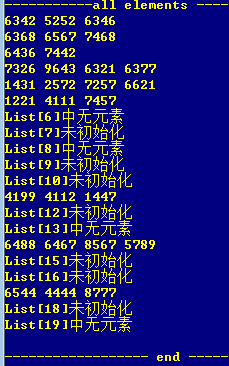 ------------all elements ----
6342 5252 6346
6368 6567 7468
6436 7442
7326 9643 6321 6377
1431 2572 7257 6621
1221 4111 7457
List[6]中无元素
List[7]未初始化
List[8]中无元素
List[9]未初始化
List[10]未初始化
4199 4112 1447
List[12]未初始化
List[13]中无元素
6488 6467 8567 5789
List[15]未初始化
List[16]未初始化
6544 4444 8777
List[18]未初始化
List[19]中无元素
-------------------- end -----